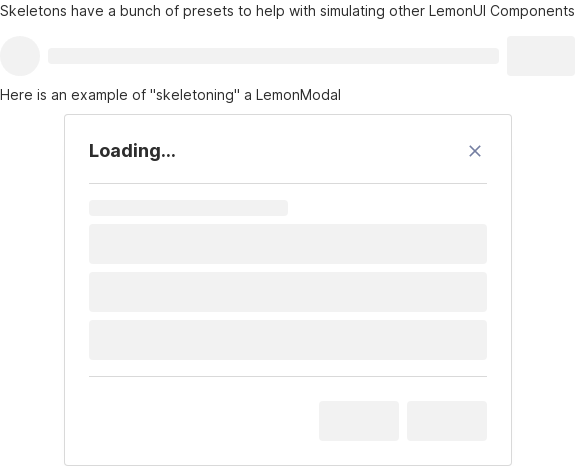 Skeletons have a bunch of presets to help with simulating other LemonUI Components
Here is an example of "skeletoning" a LemonModal
Loading...